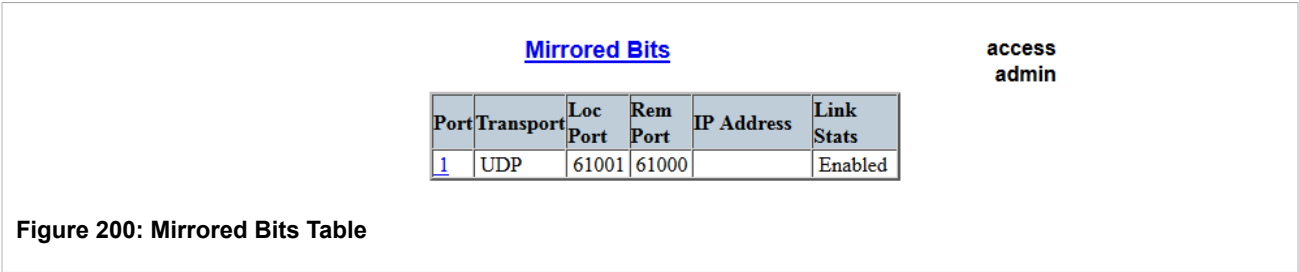 Mirrored Bits
access
admin
Port Transport Loc Port Rem Port IP Address Link Stats
1 UDP 61001 61000 Enabled
Figure 200: Mirrored Bits Table